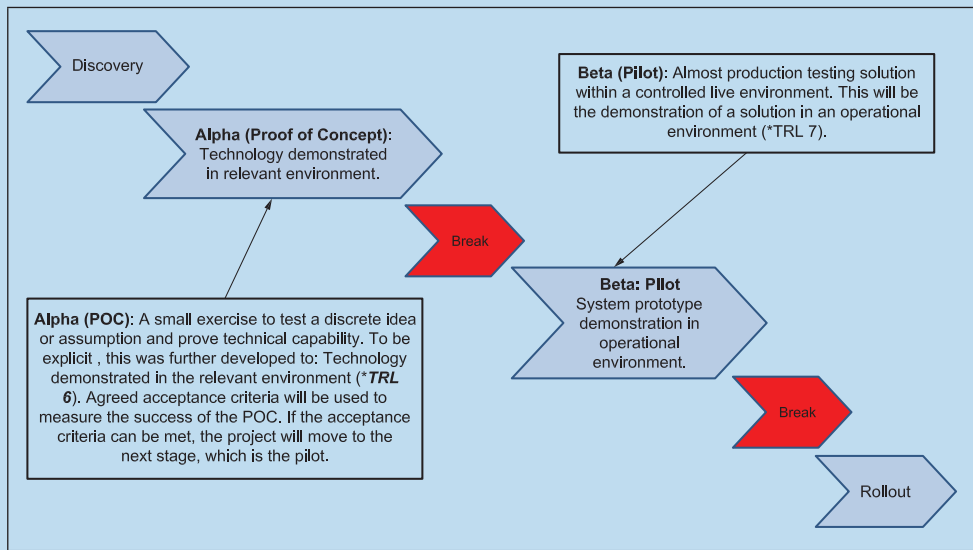 Discovery
Alpha (Proof of Concept):
Technology demonstrated
in relevant environment.
Beta (Pilot): Almost production testing solution
within a controlled live environment. This will be
the demonstration of a solution in an operational
environment (*TRL 7).
Break
Alpha (POC): A small exercise to test a discrete idea
or assumption and prove technical capability. To be
explicit , this was further developed to: Technology
demonstrated in the relevant environment (*TRL
6). Agreed acceptance criteria will be used to
measure the success of the POC. If the acceptance
criteria can be met, the project will move to the
next stage, which is the pilot.
Beta: PIlot
System prototype
demonstration in
operational
environment.
Break
Rollout